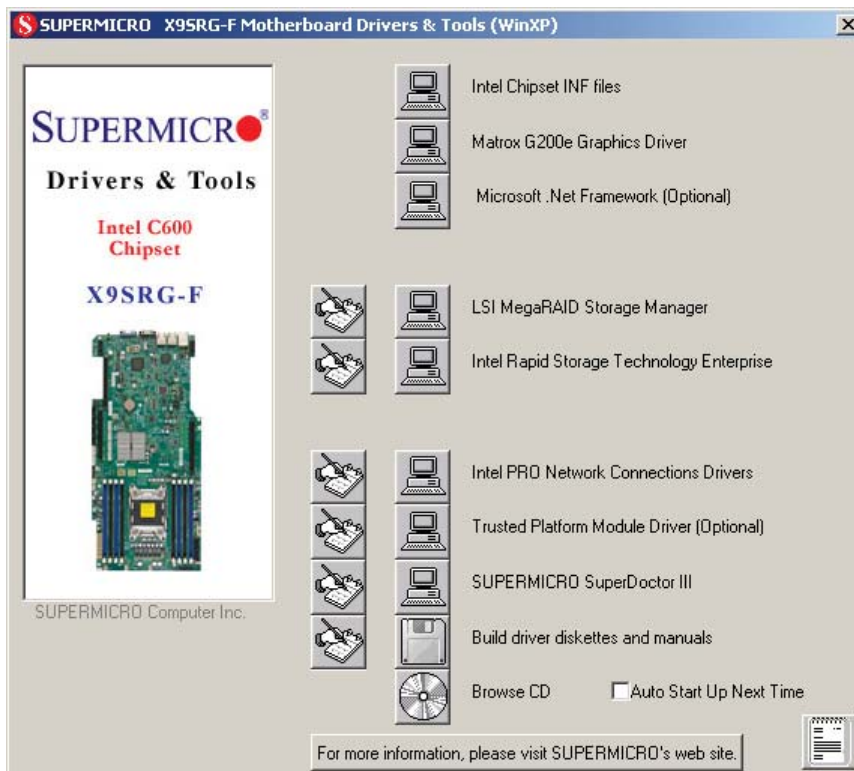 SUPERMICRO X9SRG-F Motherboard Drivers & Tools (WinXP)
SUPERMICRO®
Drivers & Tools
Intel C600
Chipset
X9SRG-F
SUPERMICRO Computer Inc.
Intel Chipset INF files
Matrox G200e Graphics Driver
Microsoft .Net Framework (Optional)
LSI MegaRAID Storage Manager
Intel Rapid Storage Technology Enterprise
Intel PRO Network Connections Drivers
Trusted Platform Module Driver (Optional)
SUPERMICRO SuperDoctor III
Build driver diskettes and manuals
Browse CD
Auto Start Up Next Time
For more information, please visit SUPERMICRO's web site.